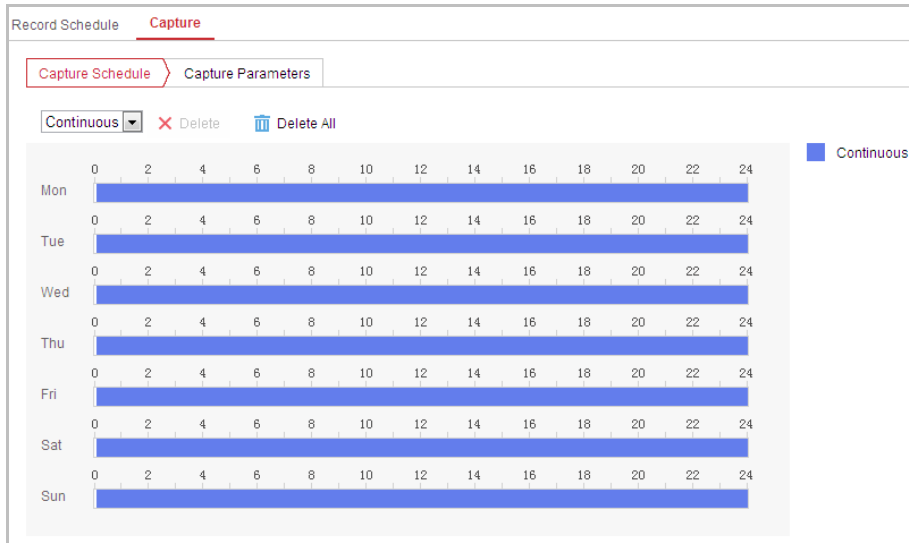 Record Schedule Capture
Capture Schedule Capture Parameters
Continuous Delete Delete All
Continuous
0 2 4 6 8 10 12 14 16 18 20 22 24
Mon
0 2 4 6 8 10 12 14 16 18 20 22 24
Tue
0 2 4 6 8 10 12 14 16 18 20 22 24
Wed
0 2 4 6 8 10 12 14 16 18 20 22 24
Thu
0 2 4 6 8 10 12 14 16 18 20 22 24
Fri
0 2 4 6 8 10 12 14 16 18 20 22 24
Sat
0 2 4 6 8 10 12 14 16 18 20 22 24
Sun